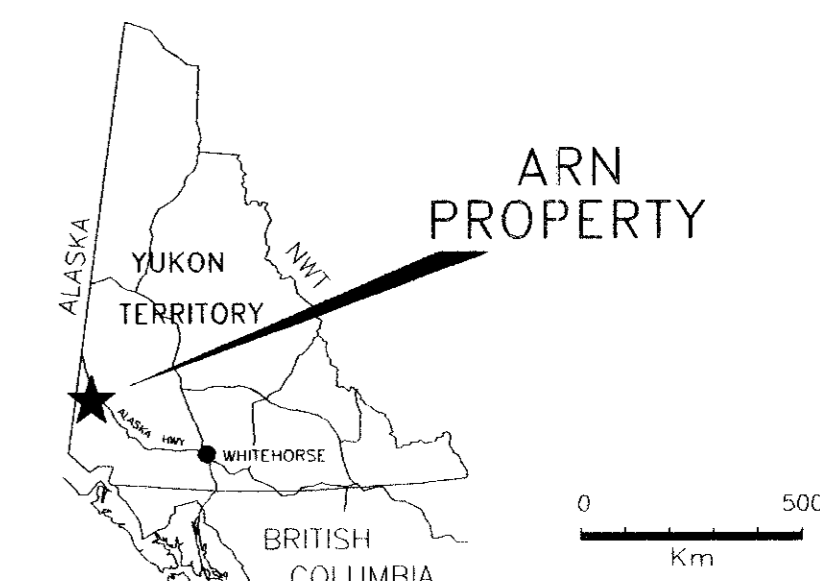 ARN
PROPERTY
ALASKA
YUKON
TERRITORY
NWT
ALASKA HWY
WHITEHORSE
BRITISH
COLUMBIA
0 500
Km